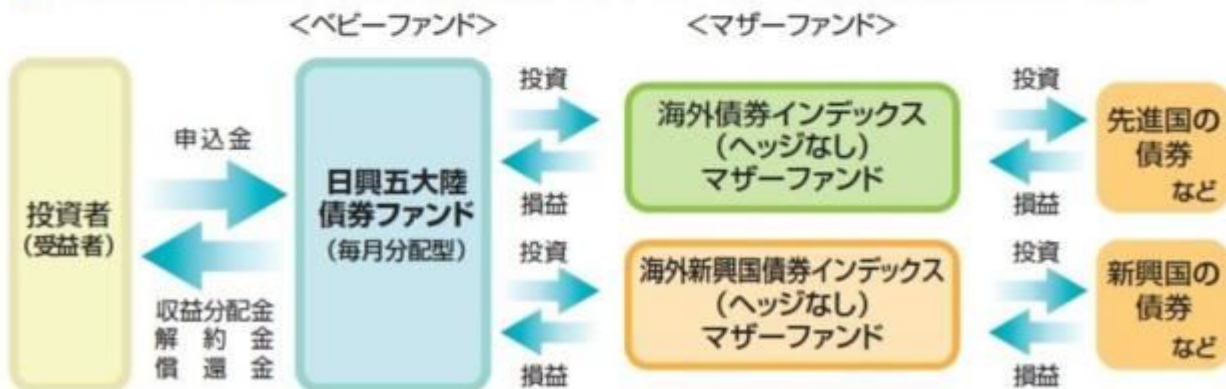 <ベビーファンド>
<マザーファンド>
投資者
(受益者)
申込金
収益分配金
解約金
償還金
日興五大陸
債券ファンド
(毎月分配型)
投資
損益
投資
損益
海外債券インデックス
(ヘッジなし)
マザーファンド
海外新興国債券インデックス
(ヘッジなし)
マザーファンド
投資
損益
投資
損益
先進国の
債券
など
新興国の
債券
など